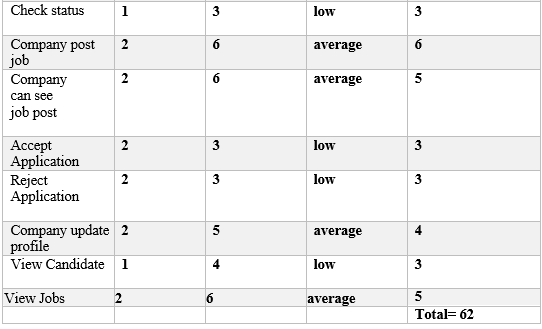 Check status 1 3 low 3
Company post 2 6 average 6
job
Company 2 6 average 5
can see
job post
Accept 2 3 low 3
Application
Reject 2 3 low 3
Application
Company update 2 5 average 4
profile
View Candidate 1 4 low 3
View Jobs 2 6 average 5
Total= 62